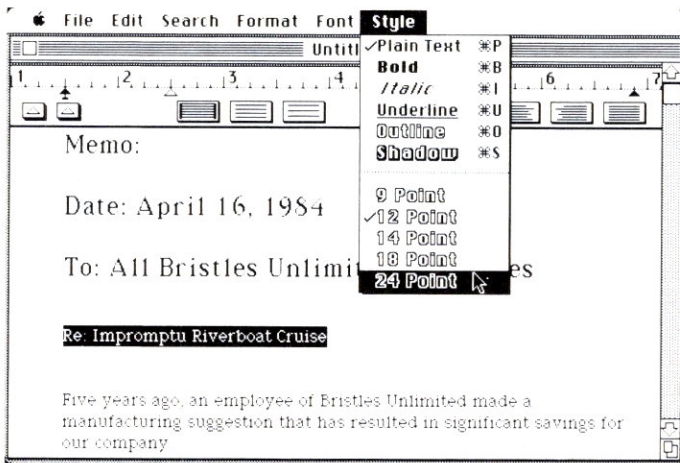 File Edit Search Format Font Style
Untitl
✓Plain Text ⌘P
Bold ⌘B
Italic ⌘I
Underline ⌘U
Outline ⌘O
Shadow ⌘S
9 Point
✓12 Point
14 Point
18 Point
24 Point
1 2 3 4 6 7
Memo:
Date: April 16, 1984
To: All Bristles Unlimit es
Re: Impromptu Riverboat Cruise
Five years ago, an employee of Bristles Unlimited made a
manufacturing suggestion that has resulted in significant savings for
our company